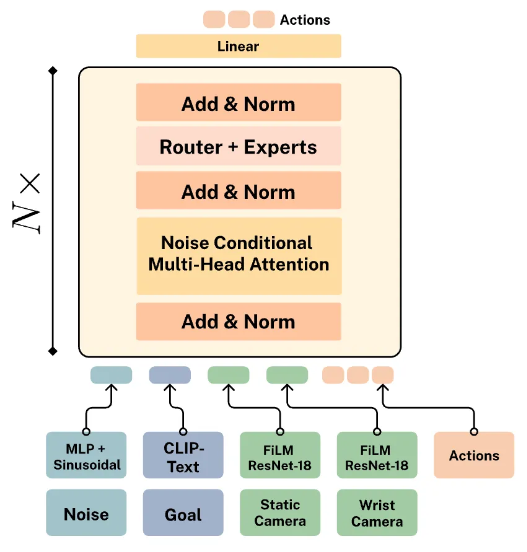 Actions
Linear
N ×
Add & Norm
Router + Experts
Add & Norm
Noise Conditional
Multi-Head Attention
Add & Norm
MLP +
Sinusoidal
CLIP-
Text
FiLM
ResNet-18
FiLM
ResNet-18
Actions
Noise
Goal
Static
Camera
Wrist
Camera